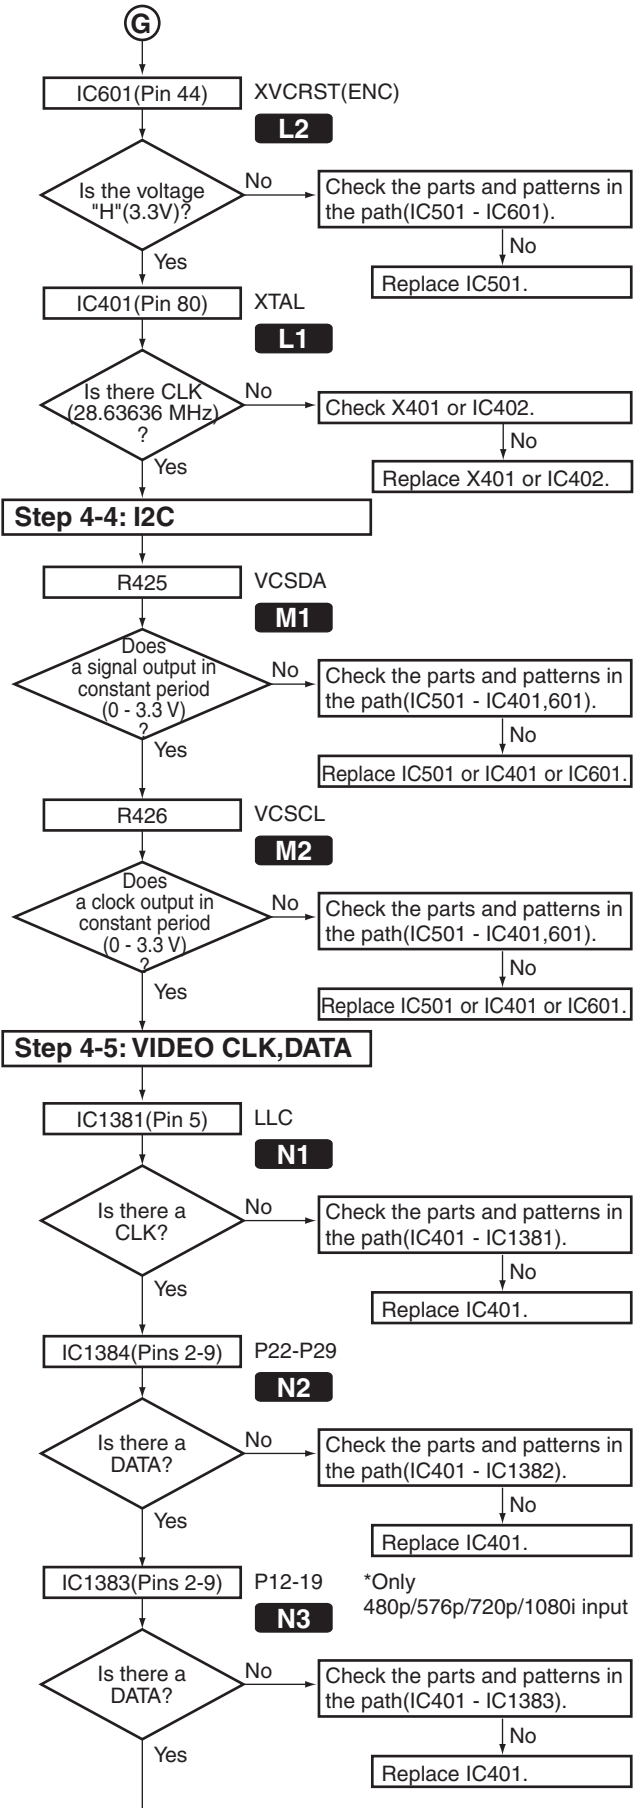 G
IC601(Pin 44) XVCRST(ENC)
L2
Is the voltage
"H"(3.3V)?
No
Check the parts and patterns in
the path(IC501 - IC601).
No
Replace IC501.
Yes
IC401(Pin 80) XTAL
L1
Is there CLK
(28.63636 MHz)
?
No
Check X401 or IC402.
No
Replace X401 or IC402.
Yes
Step 4-4: I2C
R425 VCSDA
M1
Does
a signal output in
constant period
(0 - 3.3 V)
?
No
Check the parts and patterns in
the path(IC501 - IC401,601).
No
Replace IC501 or IC401 or IC601.
Yes
R426 VCSCL
M2
Does
a clock output in
constant period
(0 - 3.3 V)
?
No
Check the parts and patterns in
the path(IC501 - IC401,601).
No
Replace IC501 or IC401 or IC601.
Yes
Step 4-5: VIDEO CLK,DATA
IC1381(Pin 5) LLC
N1
Is there a
CLK?
No
Check the parts and patterns in
the path(IC401 - IC1381).
No
Replace IC401.
Yes
IC1384(Pins 2-9) P22-P29
N2
Is there a
DATA?
No
Check the parts and patterns in
the path(IC401 - IC1382).
No
Replace IC401.
Yes
IC1383(Pins 2-9) P12-19 *Only
480p/576p/720p/1080i input
N3
Is there a
DATA?
No
Check the parts and patterns in
the path(IC401 - IC1383).
No
Replace IC401.
Yes